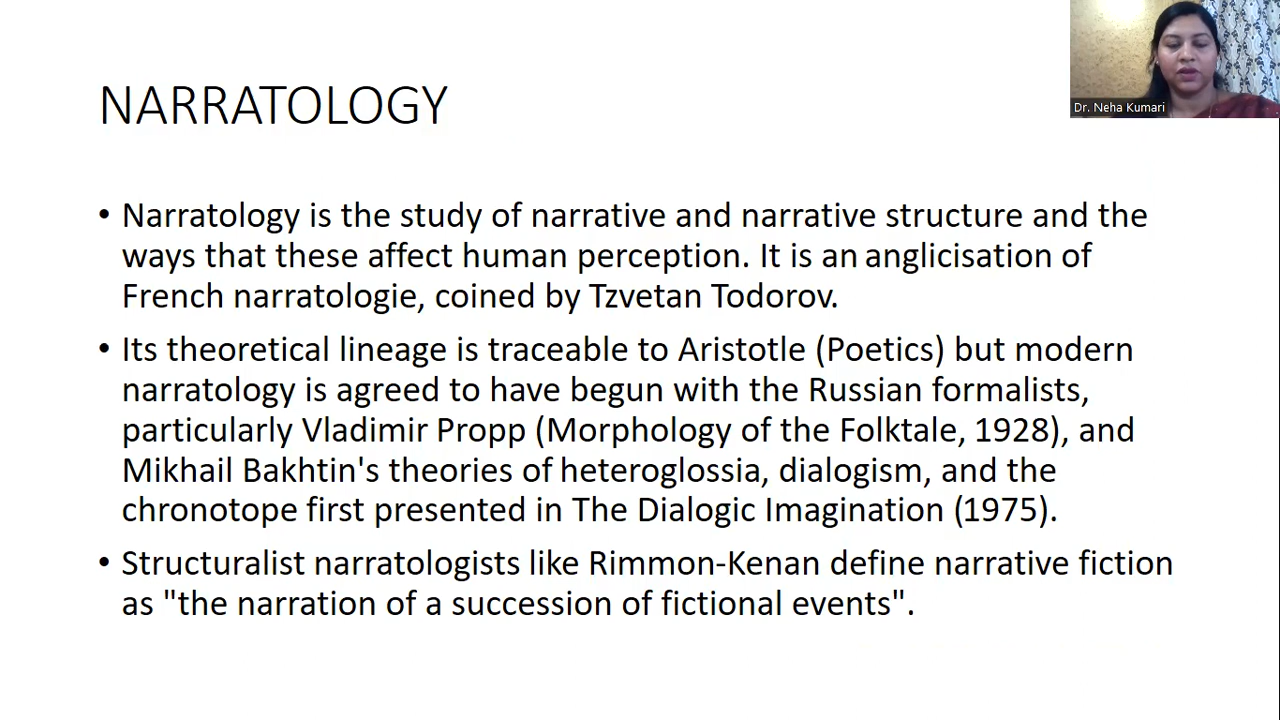 Dr. Neha Kumari
NARRATOLOGY
• Narratology is the study of narrative and narrative structure and the
ways that these affect human perception. It is an anglicisation of
French narratologie, coined by Tzvetan Todorov.
• Its theoretical lineage is traceable to Aristotle (Poetics) but modern
narratology is agreed to have begun with the Russian formalists,
particularly Vladimir Propp (Morphology of the Folktale, 1928), and
Mikhail Bakhtin's theories of heteroglossia, dialogism, and the
chronotope first presented in The Dialogic Imagination (1975).
• Structuralist narratologists like Rimmon-Kenan define narrative fiction
as "the narration of a succession of fictional events".